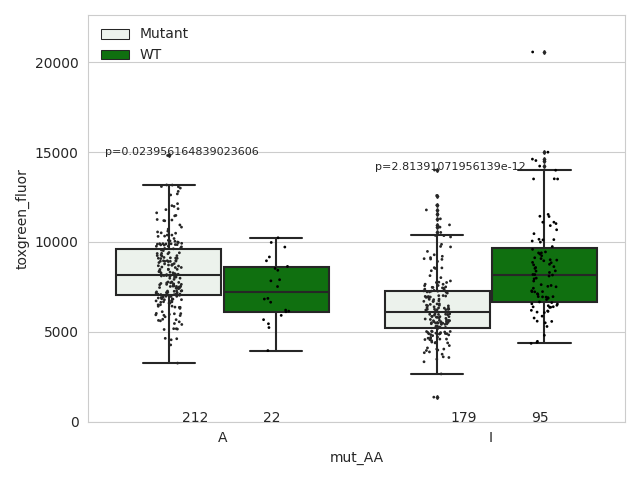 Mutant
WT
20000
15000
10000
5000
0
toxgreen_fluor
p=0.023956164839023606
p=2.81391071956139e-12
212 22 179 95
A I
mut_AA